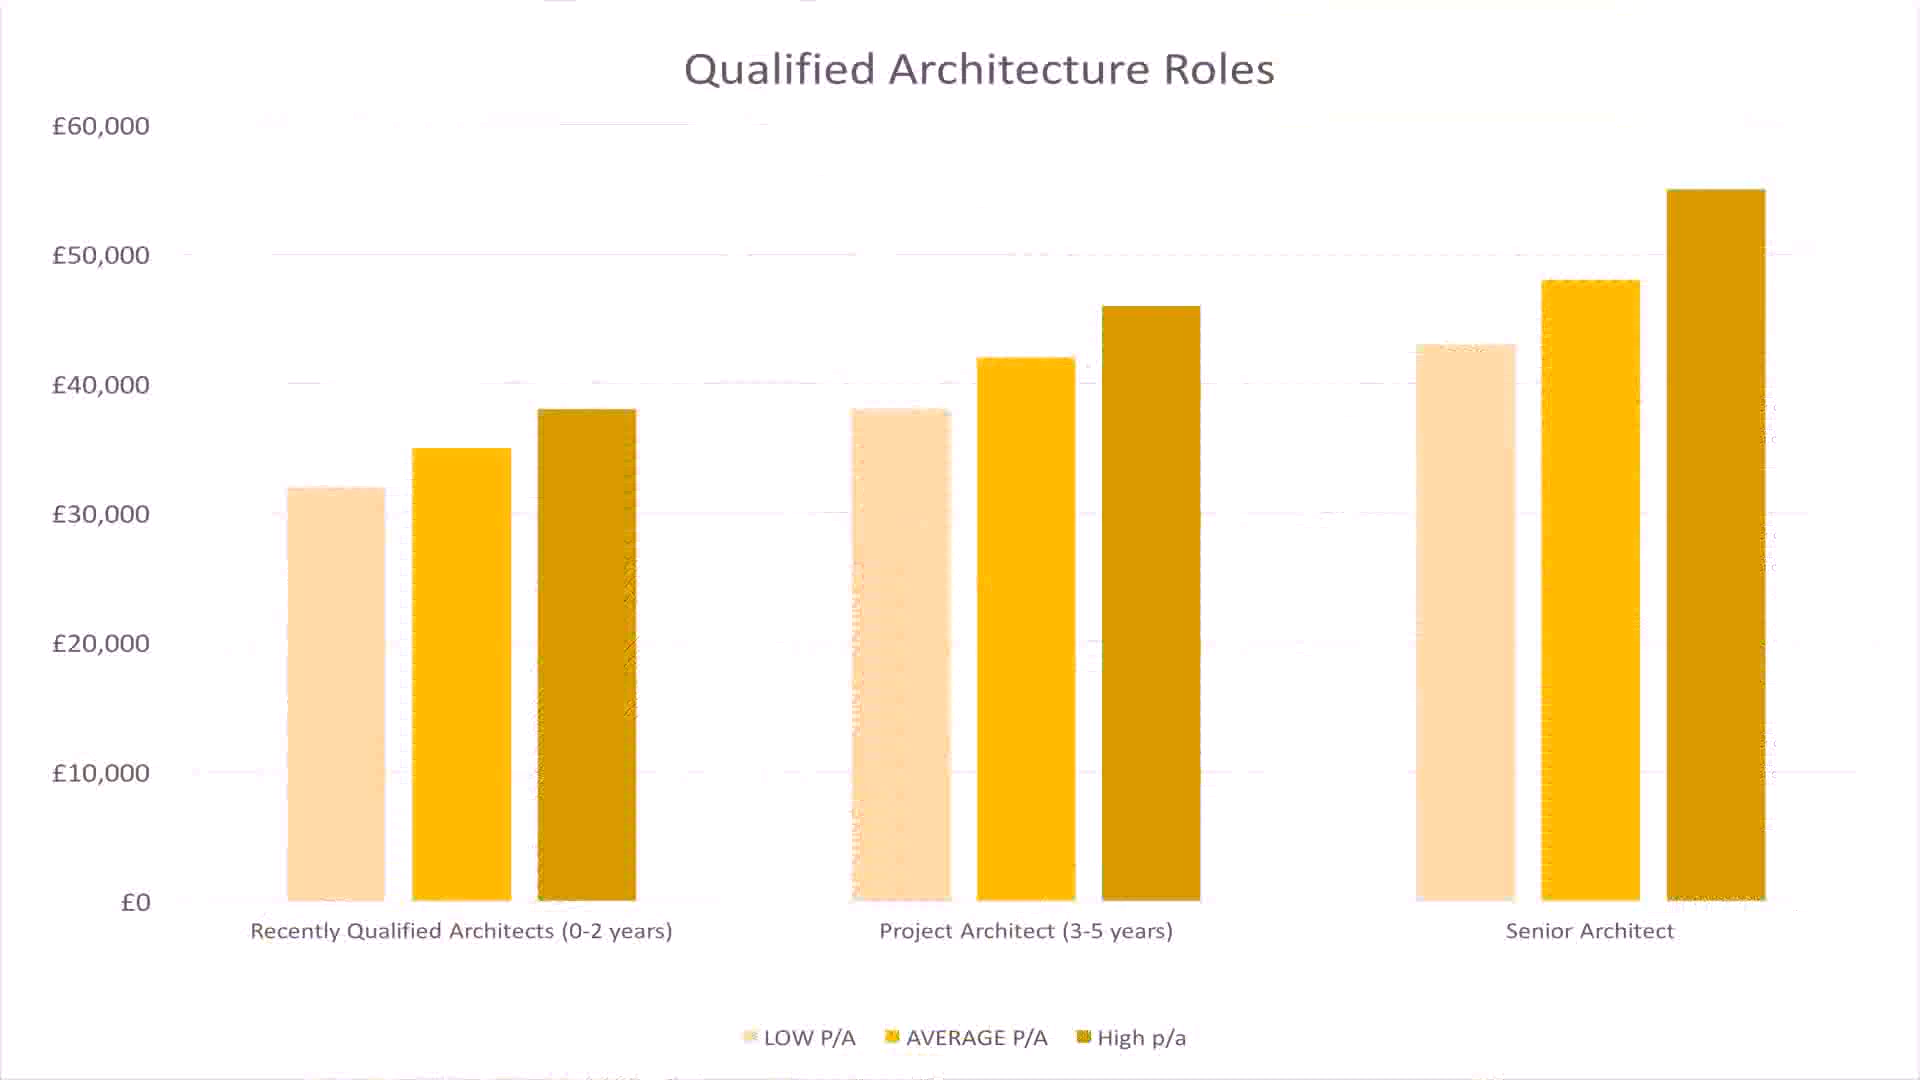 Qualified Architecture Roles
£60,000
£50,000
£40,000
£30,000
£20,000
£10,000
£0
Recently Qualified Architects (0-2 years)
Project Architect (3-5 years)
Senior Architect
LOW P/A
AVERAGE P/A
High p/a